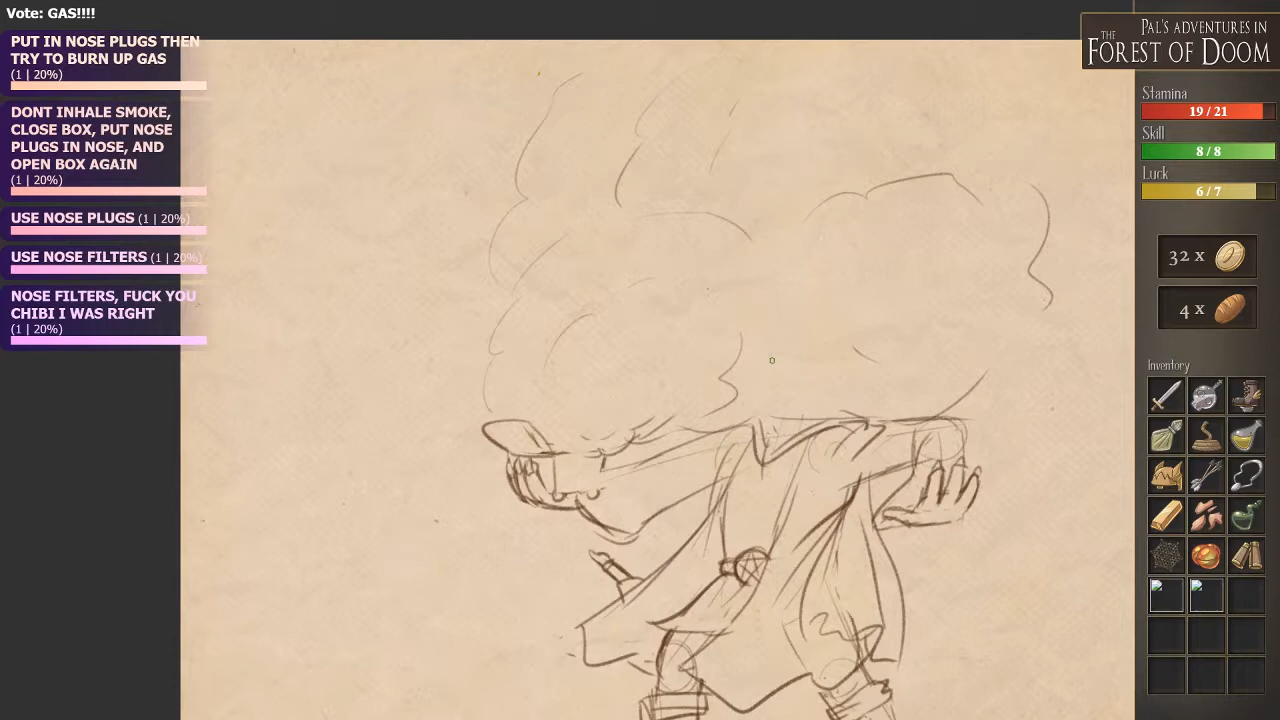 Vote: GAS!!!!
PUT IN NOSE PLUGS THEN
TRY TO BURN UP GAS
(1 | 20%)
DONT INHALE SMOKE,
CLOSE BOX, PUT NOSE
PLUGS IN NOSE, AND
OPEN BOX AGAIN
(1 | 20%)
USE NOSE PLUGS (1 | 20%)
USE NOSE FILTERS (1 | 20%)
NOSE FILTERS, FUCK YOU
CHIBI I WAS RIGHT
(1 | 20%)
PAL'S ADVENTURES IN
THE FOREST OF DOOM
Stamina
19 / 21
Skill
8 / 8
Luck
6 / 7
32 x
4 x
Inventory